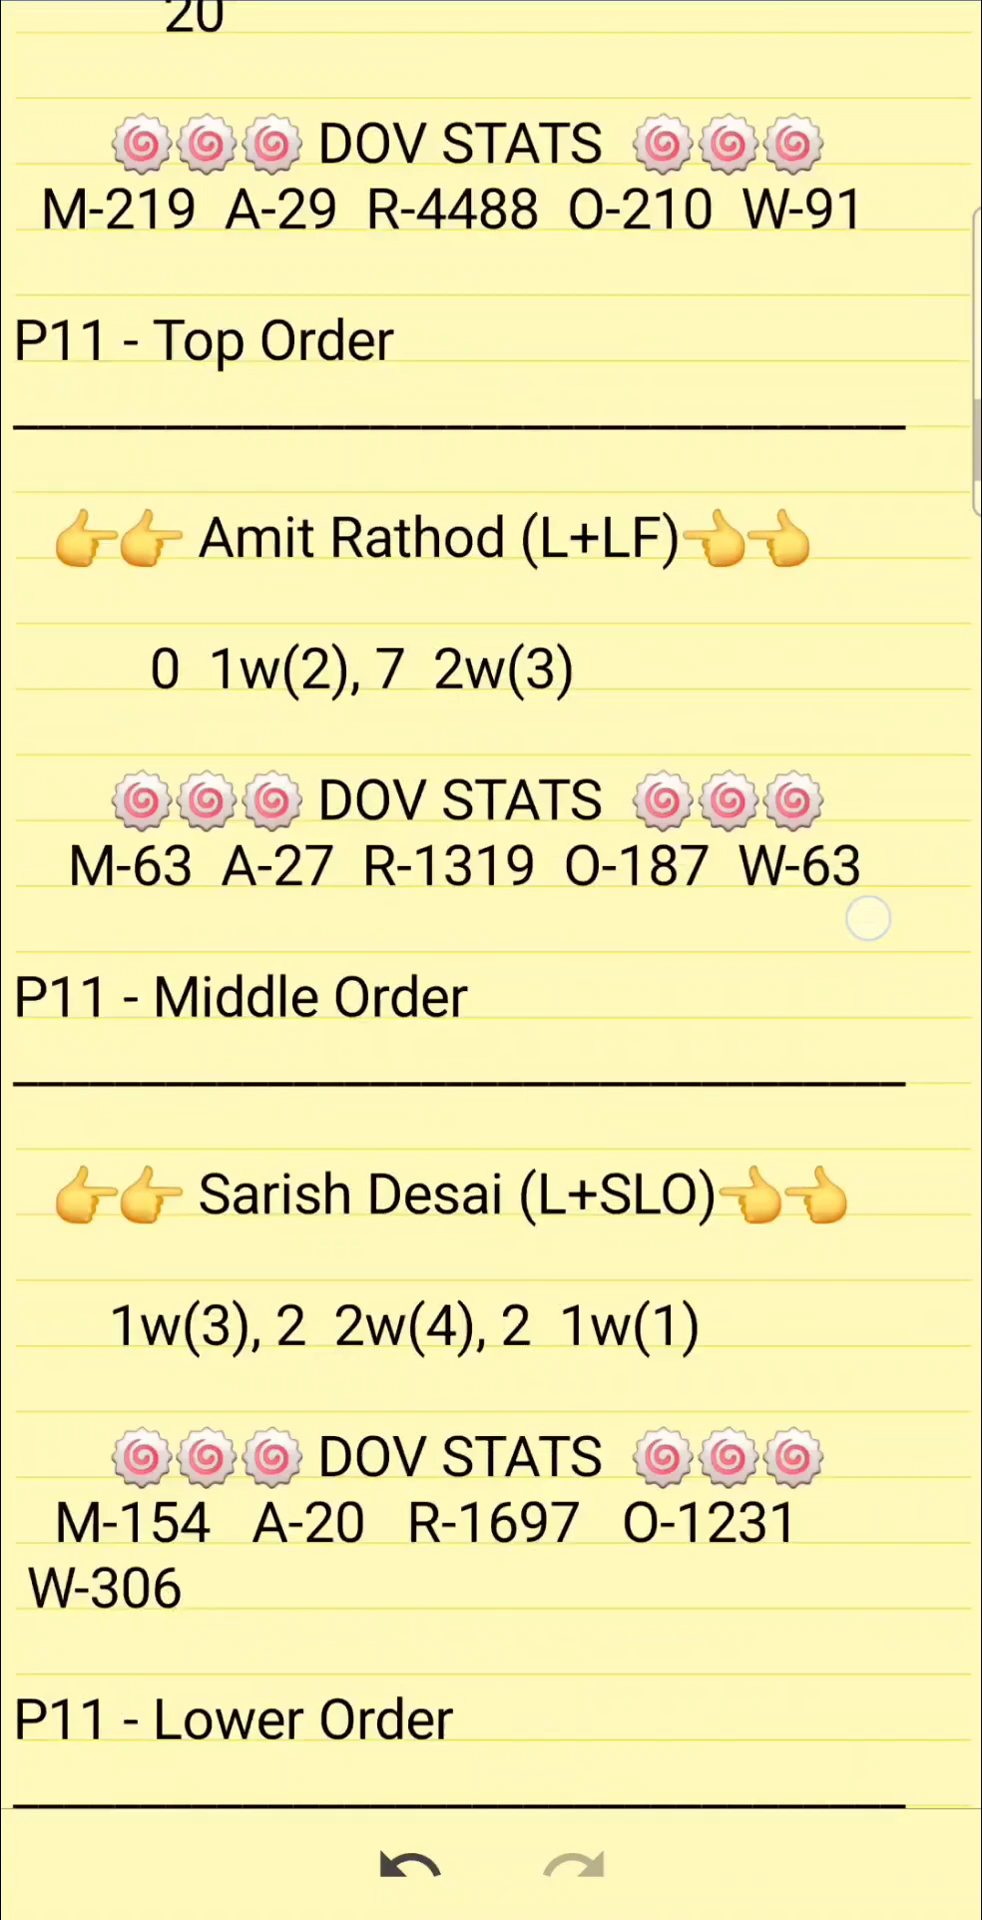 20
🍥🍥🍥 DOV STATS 🍥🍥🍥
M-219 A-29 R-4488 O-210 W-91
P11 - Top Order
👉👉 Amit Rathod (L+LF)👈👈
0 1w(2), 7 2w(3)
🍥🍥🍥 DOV STATS 🍥🍥🍥
M-63 A-27 R-1319 O-187 W-63
P11 - Middle Order
👉👉 Sarish Desai (L+SLO)👈👈
1w(3), 2 2w(4), 2 1w(1)
🍥🍥🍥 DOV STATS 🍥🍥🍥
M-154 A-20 R-1697 O-1231
W-306
P11 - Lower Order